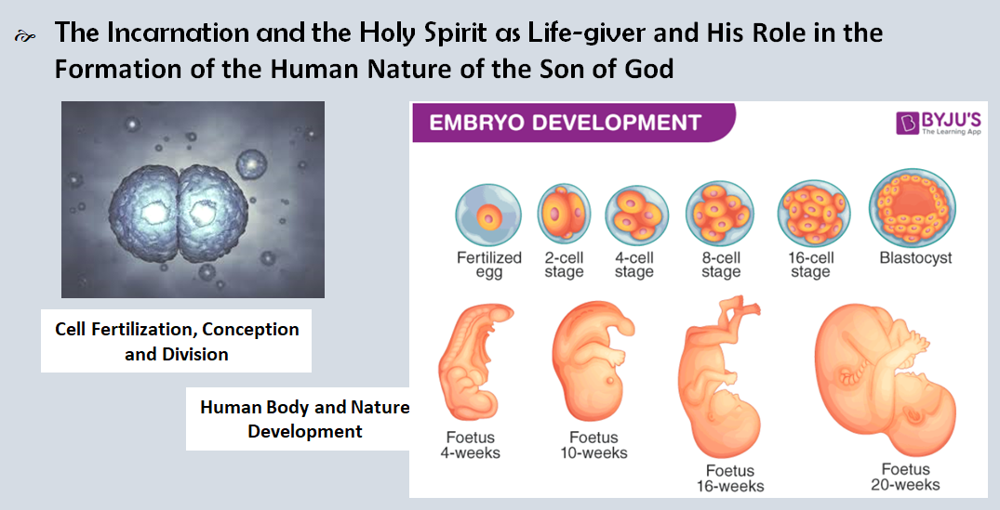 The Incarnation and the Holy Spirit as Life-giver and His Role in the
Formation of the Human Nature of the Son of God
Cell Fertilization, Conception
and Division
Human Body and Nature
Development
EMBRYO DEVELOPMENT
BYJU'S
The Learning App
Fertilized
egg
2-cell
stage
4-cell
stage
8-cell
stage
16-cell
stage
Blastocyst
Foetus
4-weeks
Foetus
10-weeks
Foetus
16-weeks
Foetus
20-weeks